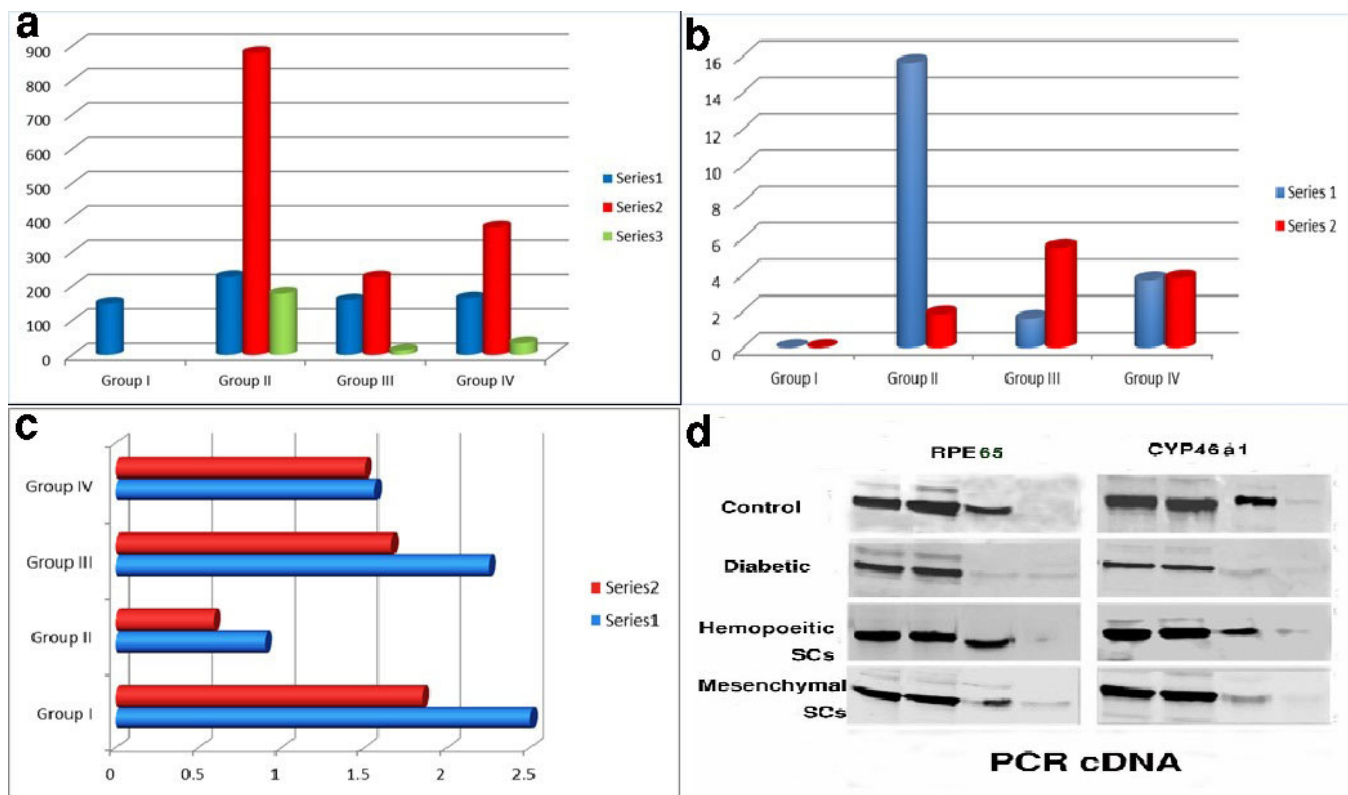 a
900
800
700
600
500
400
300
200
100
0
Group I Group II Group III Group IV
Series1
Series2
Series3
b
16
14
12
10
8
6
4
2
0
Group I Group II Group III Group IV
Series 1
Series 2
c
Group IV
Group III
Group II
Group I
0 0.5 1 1.5 2 2.5
Series2
Series1
d
RPE 65 CYP46a1
Control
Diabetic
Hemopoeitic
SCs
Mesenchymal
SCs
PCR cDNA